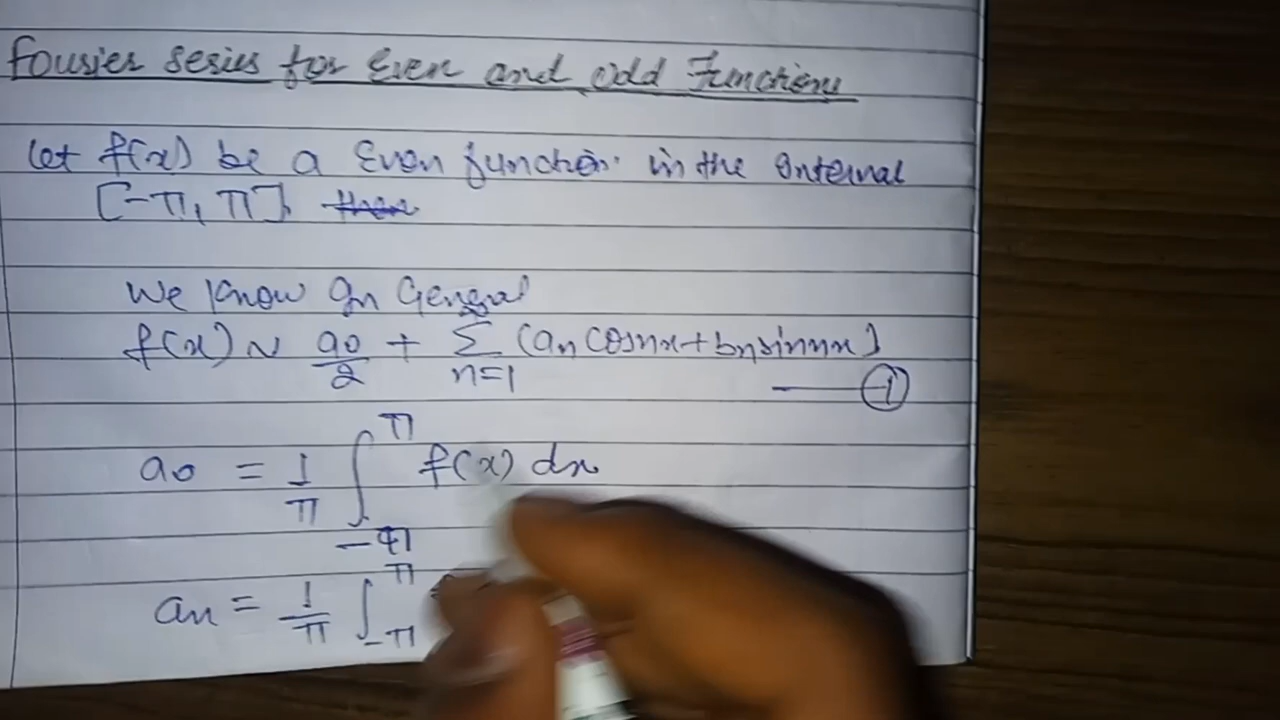 Fourier series for Even and odd Functions
Let f(x) be a Even function in the Interval
[-π, π] then
We Know In General
f(x) ~ a0/2 + Σ n=1 (an cosnx + bn sinnx)
— ①
a0 = 1/π ∫ -π π f(x) dx
an = 1/π ∫ -π π